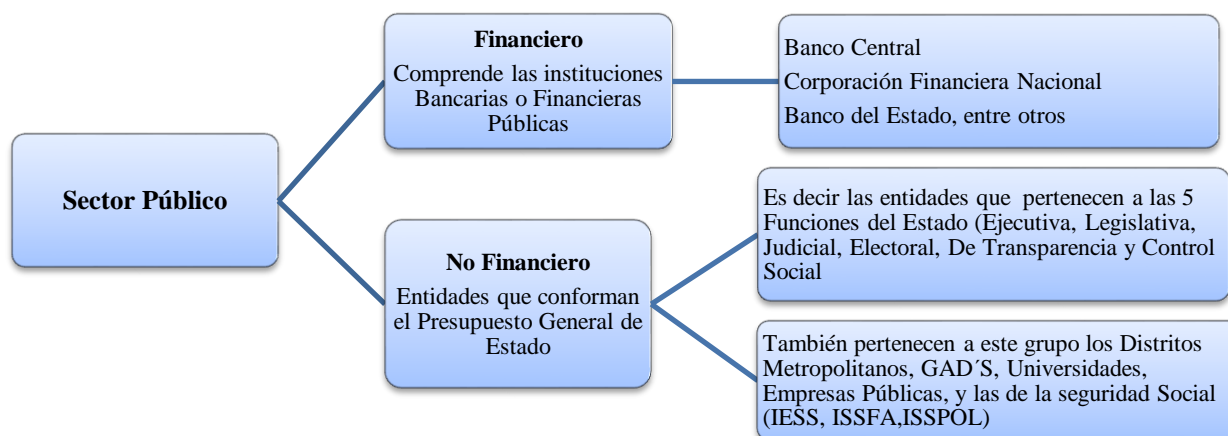 Sector Público
Financiero
Comprende las instituciones
Bancarias o Financieras
Públicas
Banco Central
Corporación Financiera Nacional
Banco del Estado, entre otros
No Financiero
Entidades que conforman
el Presupuesto General de
Estado
Es decir las entidades que pertenecen a las 5
Funciones del Estado (Ejecutiva, Legislativa,
Judicial, Electoral, De Transparencia y Control
Social
También pertenecen a este grupo los Distritos
Metropolitanos, GAD´S, Universidades,
Empresas Públicas, y las de la seguridad Social
(IESS, ISSFA,ISSPOL)